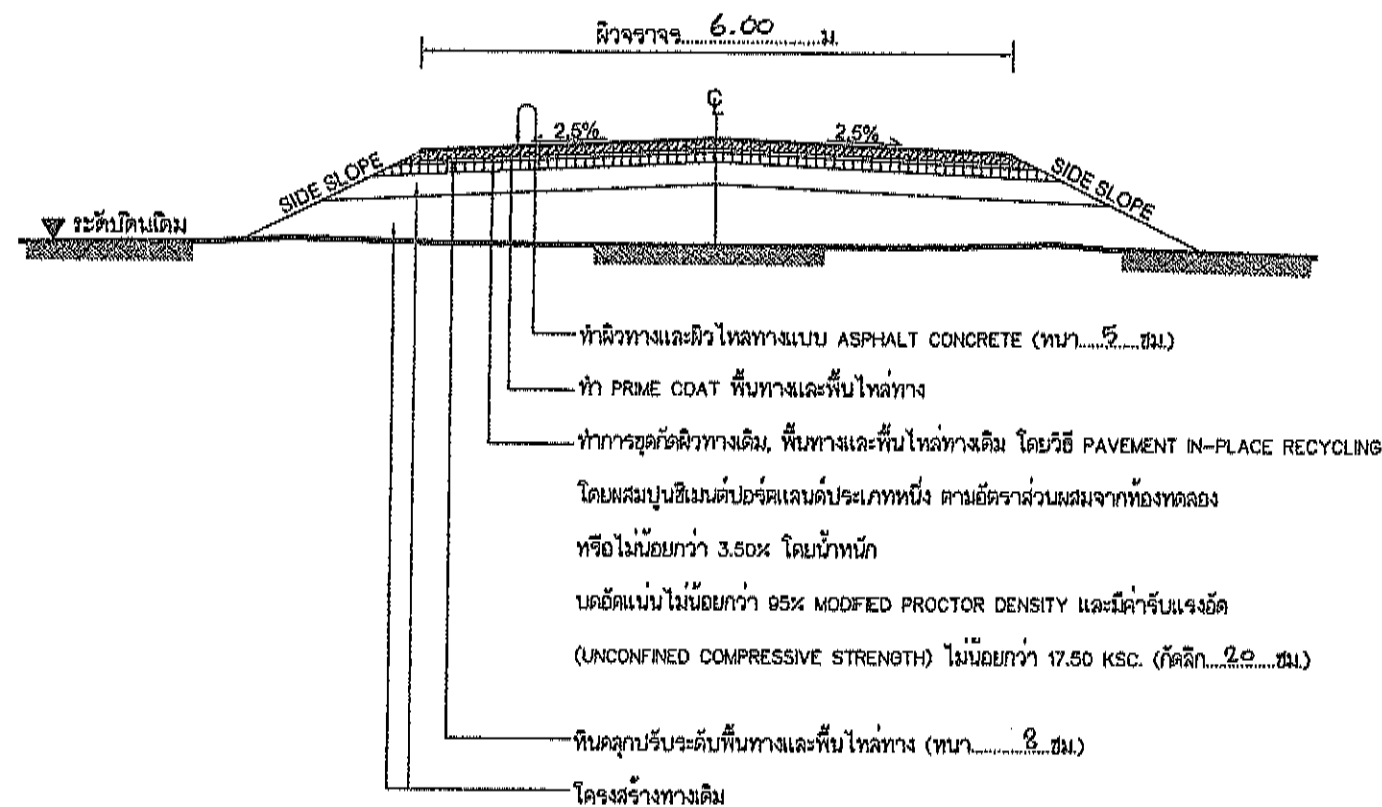 ผิวจราจร.....6.00.....ม.
℄
2.5% 2.5%
SIDE SLOPE SIDE SLOPE
ระดับดินเดิม
ทำผิวทางและผิวไหล่ทางแบบ ASPHALT CONCRETE (หนา.....5.....ซม.)
ทำ PRIME COAT พื้นทางและพื้นไหล่ทาง
ทำการขุดกัดผิวทางเดิม, พื้นทางและพื้นไหล่ทางเดิม โดยวิธี PAVEMENT IN-PLACE RECYCLING
โดยผสมปูนซีเมนต์ปอร์ตแลนด์ประเภทหนึ่ง ตามอัตราส่วนผสมจากห้องทดลอง
หรือไม่น้อยกว่า 3.50% โดยน้ำหนัก
บดอัดแน่นไม่น้อยกว่า 95% MODIFIED PROCTOR DENSITY และมีค่ารับแรงอัด
(UNCONFINED COMPRESSIVE STRENGTH) ไม่น้อยกว่า 17.50 KSC. (กัดลึก.....20.....ซม.)
หินคลุกปรับระดับพื้นทางและพื้นไหล่ทาง (หนา.....8.....ซม.)
โครงสร้างทางเดิม